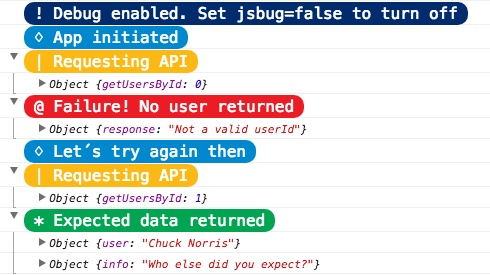 ! Debug enabled. Set jsbug=false to turn off
◊ App initiated
| Requesting API
Object {getUsersById: 0}
@ Failure! No user returned
Object {response: "Not a valid userId"}
◊ Let´s try again then
| Requesting API
Object {getUsersById: 1}
* Expected data returned
Object {user: "Chuck Norris"}
Object {info: "Who else did you expect?"}